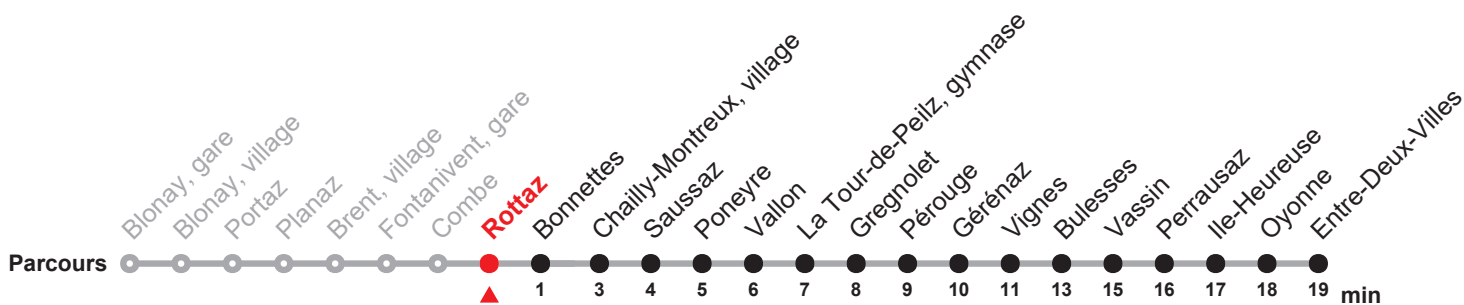 Blonay, gare
Blonay, village
Portaz
Planaz
Brent, village
Fontanivent, gare
Combe
Rottaz
Bonnettes
Chailly-Montreux, village
Saussaz
Poneyre
Vallon
La Tour-de-Peilz, gymnase
Gregnolet
Pérouge
Gérénaz
Vignes
Bulesses
Vassin
Perrausaz
Ile-Heureuse
Oyonne
Entre-Deux-Villes
Parcours
1 3 4 5 6 7 8 9 10 11 13 15 16 17 18 19 min